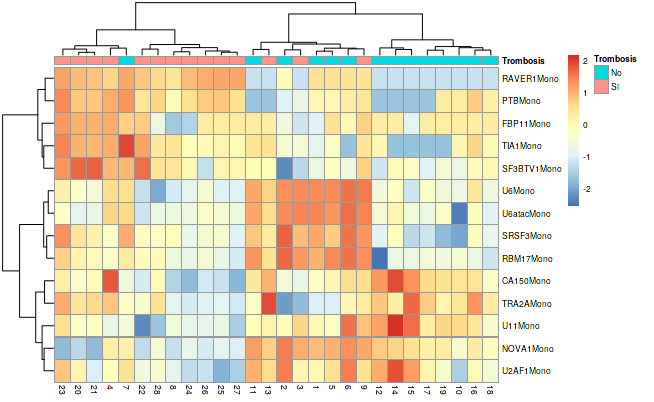 Trombosis
RAVER1Mono
PTBMono
FBP11Mono
TIA1Mono
SF3BTV1Mono
U6Mono
U6atacMono
SRSF3Mono
RBM17Mono
CA150Mono
TRA2AMono
U11Mono
NOVA1Mono
U2AF1Mono
23 20 21 4 7 22 28 8 24 26 25 27 11 13 2 3 1 5 6 9 12 14 15 17 19 10 16 18
2
1
0
-1
-2
Trombosis
No
SI